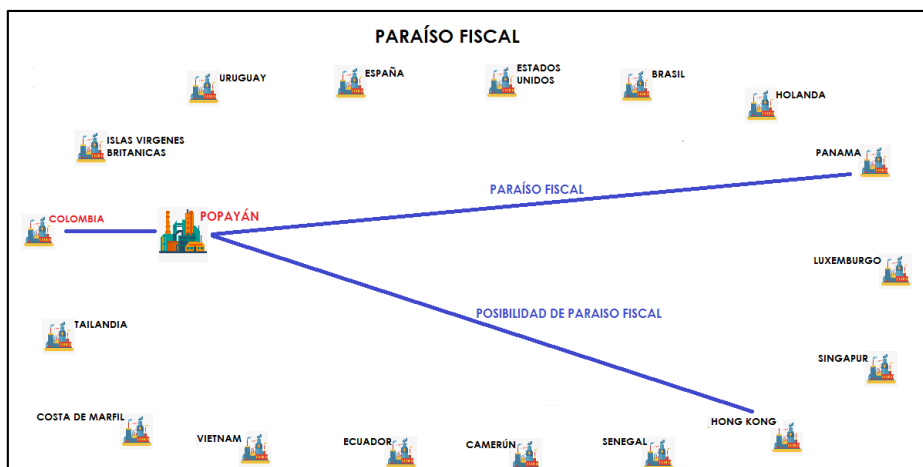 PARAÍSO FISCAL
URUGUAY
ESPAÑA
ESTADOS
UNIDOS
BRASIL
HOLANDA
ISLAS VIRGENES
BRITANICAS
PANAMA
PARAÍSO FISCAL
COLOMBIA
POPAYÁN
LUXEMBURGO
POSIBILIDAD DE PARAISO FISCAL
TAILANDIA
SINGAPUR
COSTA DE MARFIL
HONG KONG
VIETNAM
ECUADOR
CAMERÚN
SENEGAL